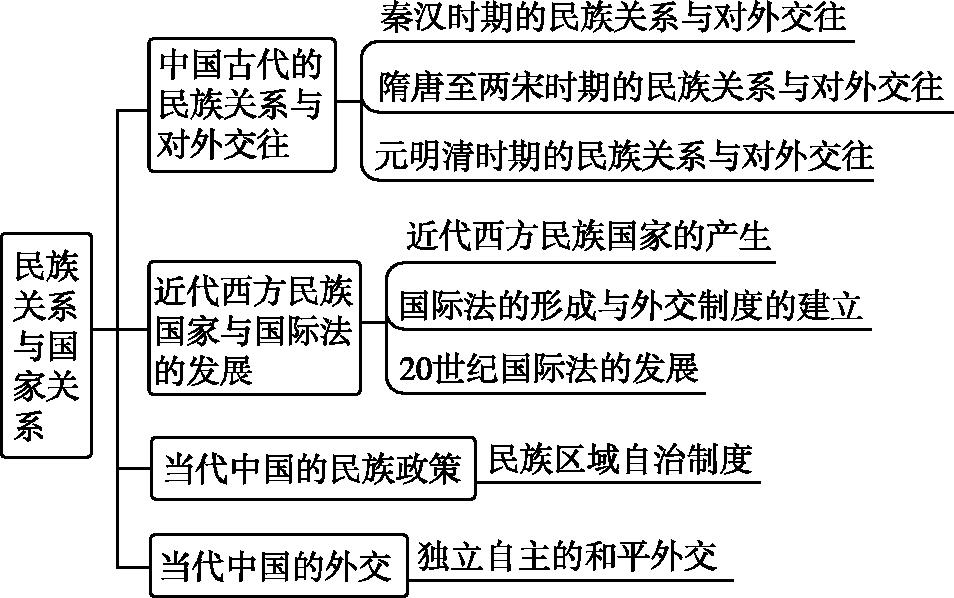 民族
关系
与国
家关
系
中国古代的
民族关系与
对外交往
秦汉时期的民族关系与对外交往
隋唐至两宋时期的民族关系与对外交往
元明清时期的民族关系与对外交往
近代西方民族
国家与国际法
的发展
近代西方民族国家的产生
国际法的形成与外交制度的建立
20世纪国际法的发展
当代中国的民族政策
民族区域自治制度
当代中国的外交
独立自主的和平外交